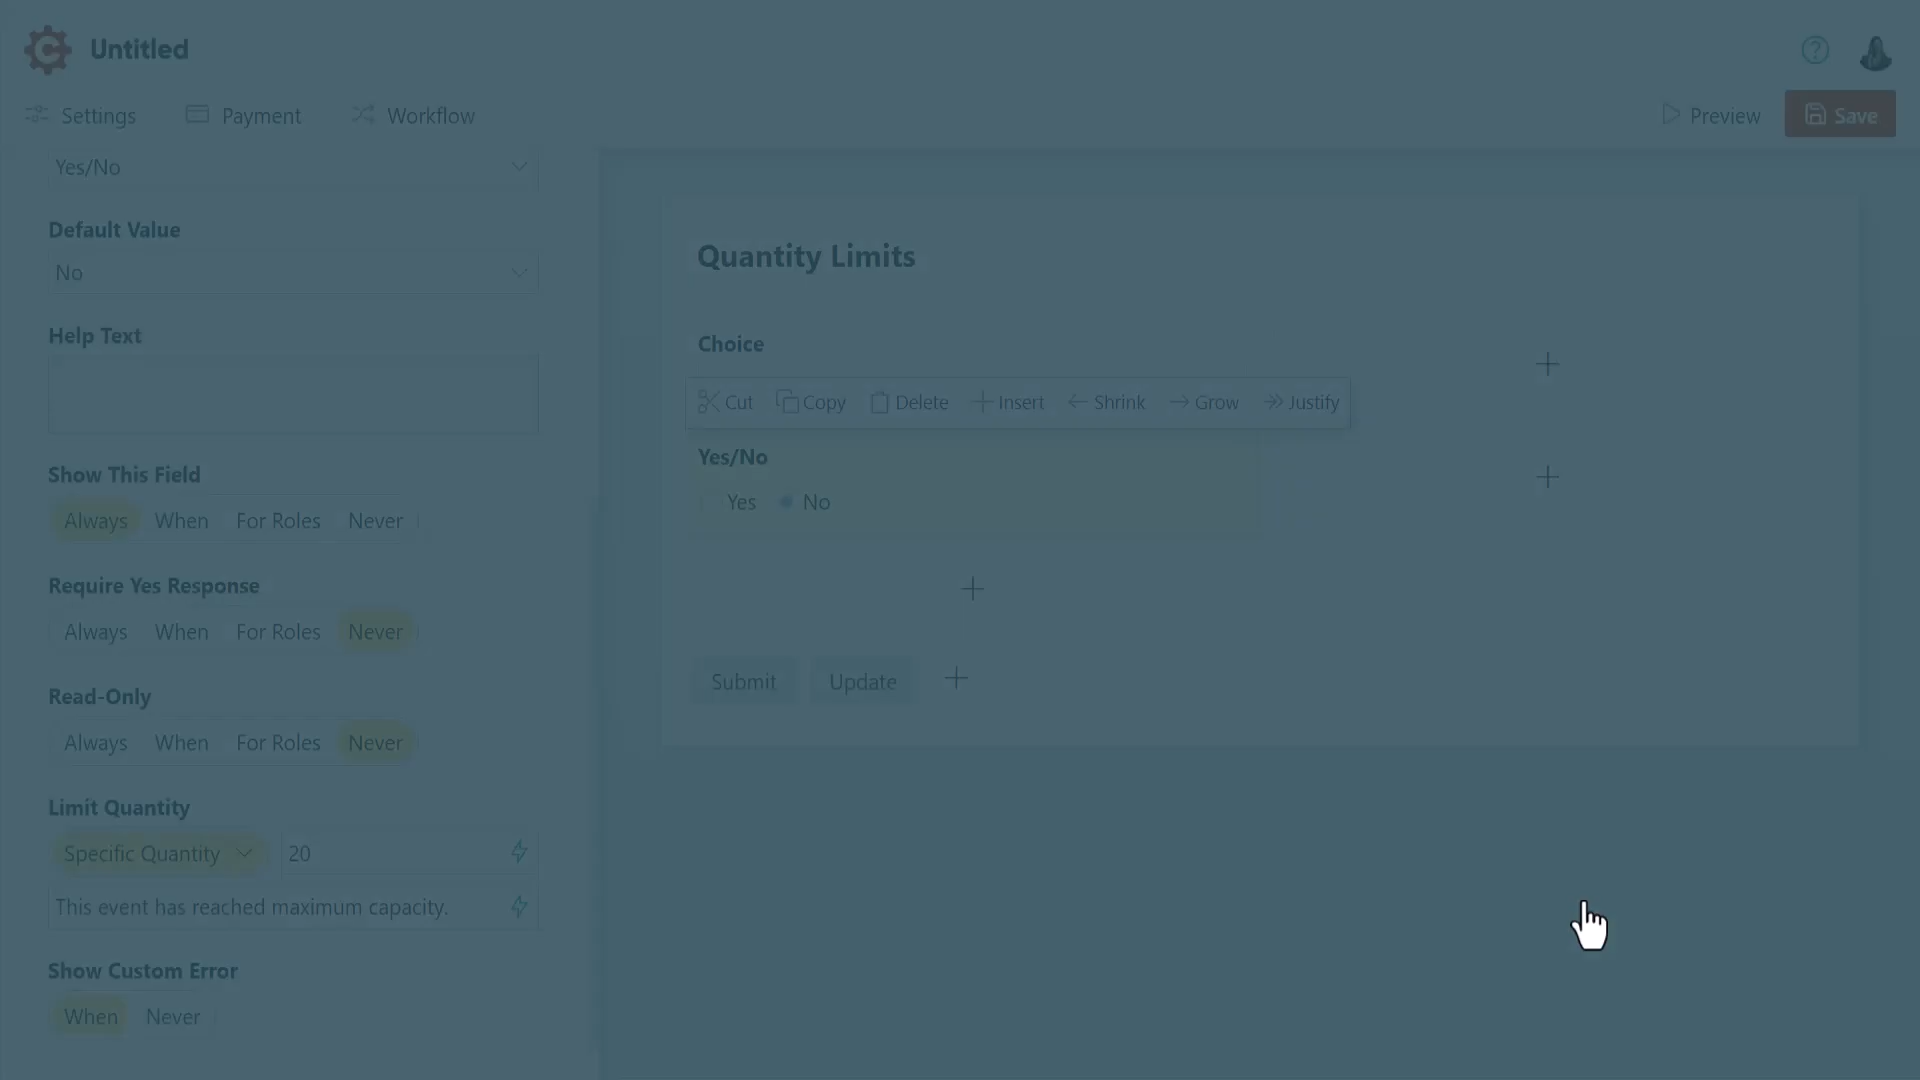 Untitled
Settings Payment Workflow Preview Save
Yes/No
Default Value
No
Help Text
Show This Field
Always When For Roles Never
Require Yes Response
Always When For Roles Never
Read-Only
Always When For Roles Never
Limit Quantity
Specific Quantity 20
This event has reached maximum capacity.
Show Custom Error
When Never
Quantity Limits
Choice
Cut Copy Delete Insert Shrink Grow Justify
Yes/No
Yes No
Submit Update